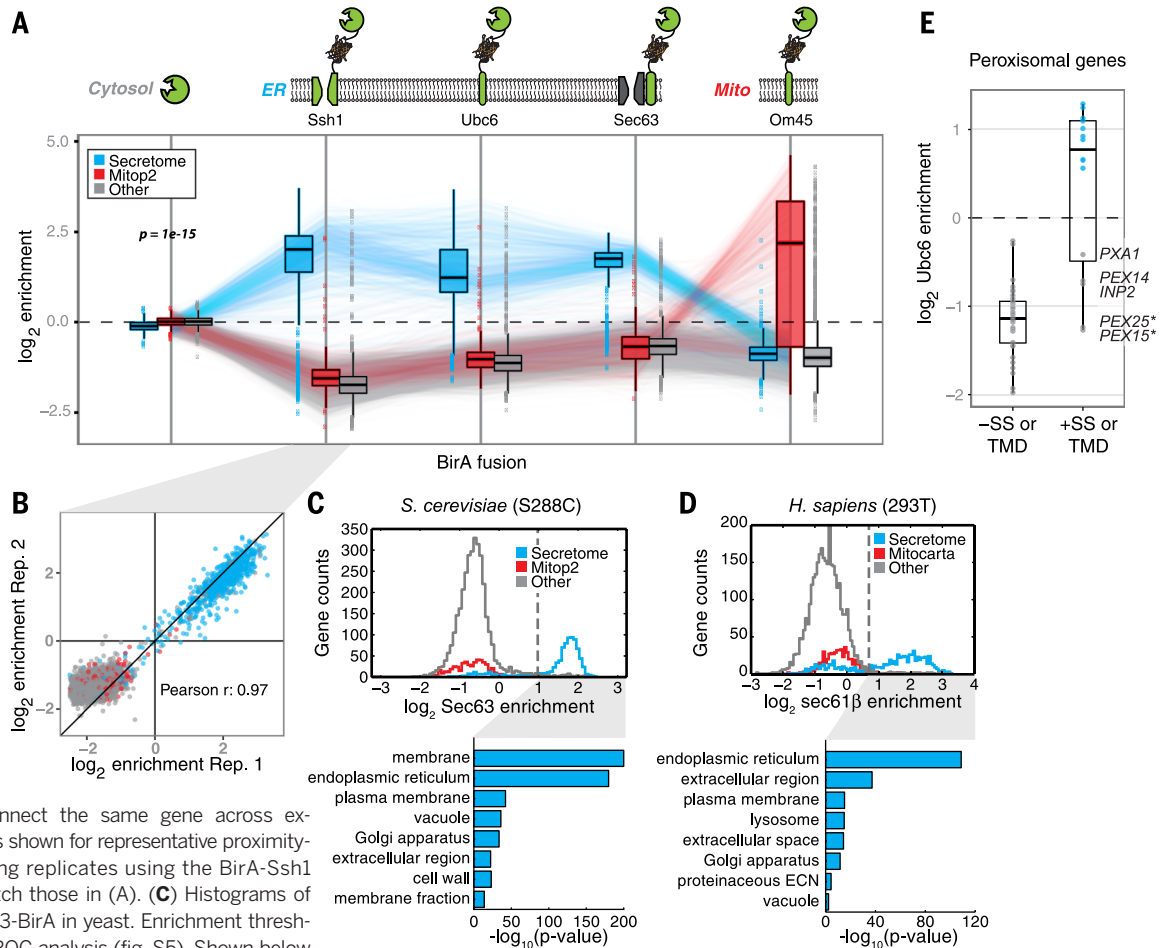 A
Cytosol
ER
Mito
Ssh1
Ubc6
Sec63
Om45
5.0
2.5
0.0
−2.5
log2 enrichment
Secretome
Mitop2
Other
p = 1e-15
BirA fusion
E
Peroxisomal genes
log2 Ubc6 enrichment
1
0
−1
−2
PXA1
PEX14
INP2
PEX25*
PEX15*
−SS or TMD
+SS or TMD
B
log2 enrichment Rep. 2
2
0
−2
Pearson r: 0.97
−2
0
2
log2 enrichment Rep. 1
C
S. cerevisiae (S288C)
Gene counts
350
300
250
200
150
100
50
0
Secretome
Mitop2
Other
−3 −2 −1 0 1 2 3
log2 Sec63 enrichment
membrane
endoplasmic reticulum
plasma membrane
vacuole
Golgi apparatus
extracellular region
cell wall
membrane fraction
0 50 100 150 200
-log10(p-value)
D
H. sapiens (293T)
Gene counts
200
150
100
50
0
Secretome
Mitocarta
Other
−3 −2 −1 0 1 2 3 4
log2 sec61β enrichment
endoplasmic reticulum
extracellular region
plasma membrane
lysosome
extracellular space
Golgi apparatus
proteinaceous ECN
vacuole
0 40 80 120
-log10(p-value)
nnect the same gene across ex-
s shown for representative proximity-
ng replicates using the BirA-Ssh1
tch those in (A). (C) Histograms of
3-BirA in yeast. Enrichment thresh-
ROC analysis (fig. S5). Shown below